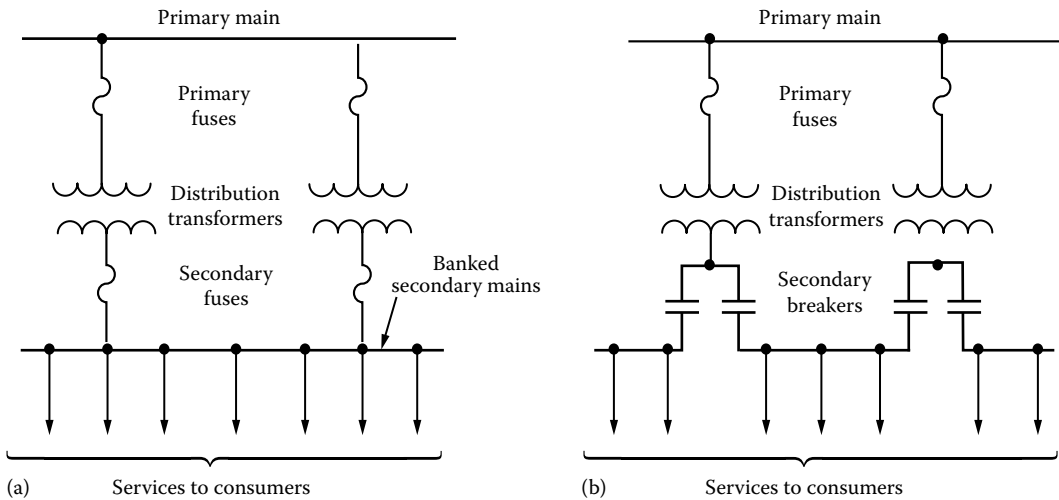 Primary main
Primary
fuses
Distribution
transformers
Secondary
fuses
Banked
secondary mains
(a)
Services to consumers
Primary main
Primary
fuses
Distribution
transformers
Secondary
breakers
(b)
Services to consumers